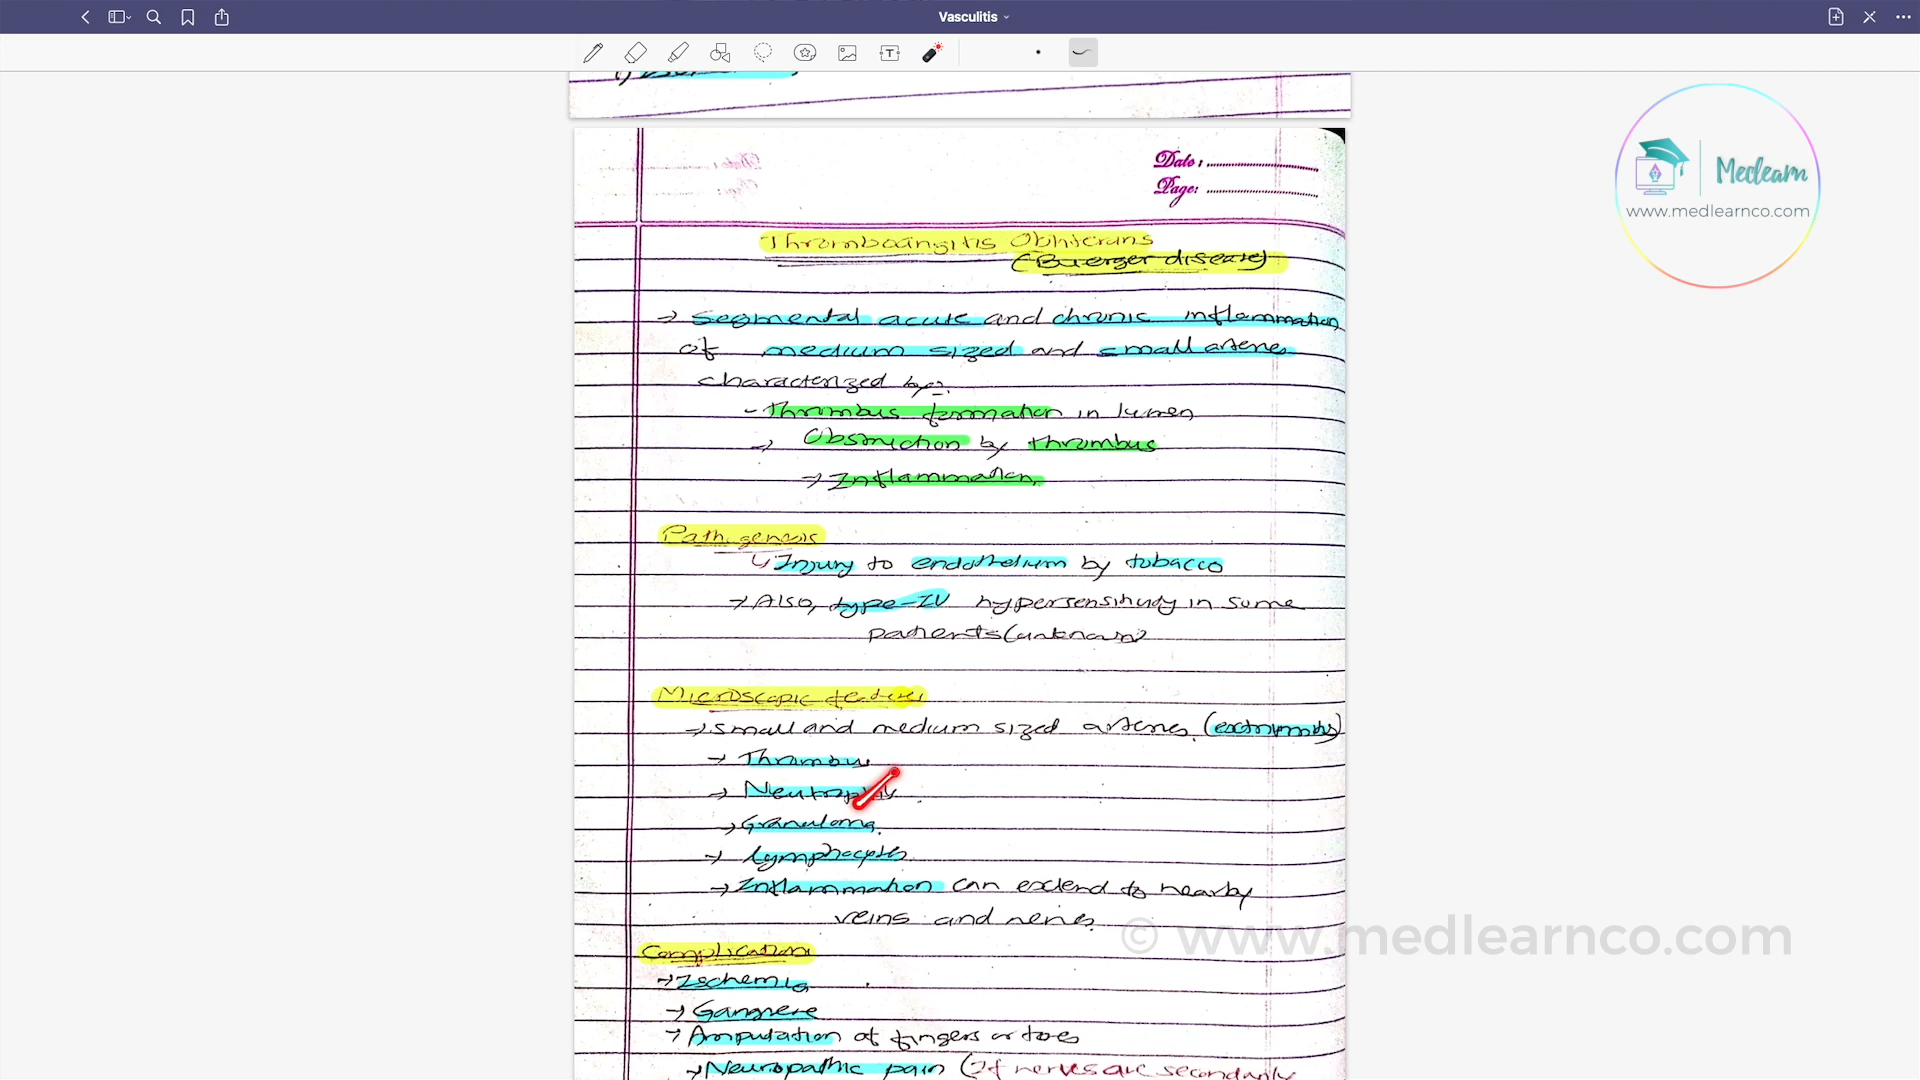 Vasculitis
Date :
Page:
Medlearn
www.medlearnco.com
Thromboangitis Obliterans
(Buerger disease)
→ Segmental acute and chronic inflammation
of medium sized and small arteries
characterized by:
- Thrombus formation in lumen
→ Obstruction by thrombus
→ Inflammation.
Pathogenesis
Injury to endothelium by tobacco
→ Also, type-IV hypersensitivity in some
patients (unknown)
Microscopic features
→ small and medium sized arteries. (extremities)
→ Thrombus
→ Neutrophils
→ Granuloma.
→ Lymphocytes
→ Inflammation can extend to nearby
veins and nerves.
© www.medlearnco.com
Complications
→ Ischemia
→ Gangrene
→ Amputation of fingers or toes
→ Neuropathic pain (If nerves are secondarily